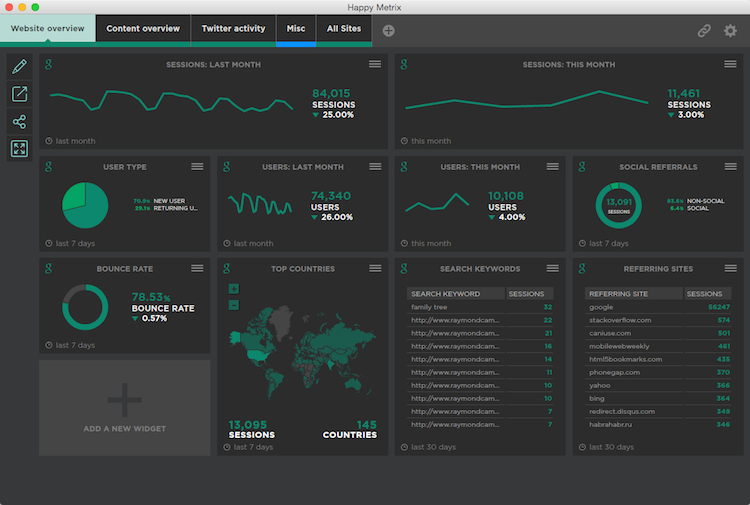 Happy Metrix
Website overview
Content overview
Twitter activity
Misc
All Sites
SESSIONS: LAST MONTH
84,015
SESSIONS
25.00%
last month
SESSIONS: THIS MONTH
11,461
SESSIONS
3.00%
this month
USER TYPE
70.9% NEW USER
29.1% RETURNING U...
last 7 days
USERS: LAST MONTH
74,340
USERS
26.00%
last month
USERS: THIS MONTH
10,108
USERS
4.00%
this month
SOCIAL REFERRALS
13,091
SESSIONS
93.6% NON-SOCIAL
6.4% SOCIAL
last 7 days
BOUNCE RATE
78.53%
BOUNCE RATE
0.57%
last 7 days
ADD A NEW WIDGET
TOP COUNTRIES
13,095
SESSIONS
145
COUNTRIES
last 7 days
SEARCH KEYWORDS
SEARCH KEYWORD SESSIONS
family tree 32
http://www.raymondcam... 22
http://www.raymondcam... 21
http://www.raymondcam... 16
http://www.raymondcam... 14
http://www.raymondcam... 11
http://www.raymondcam... 10
http://www.raymondcam... 10
http://www.raymondcam... 7
http://www.raymondcam... 7
last 30 days
REFERRING SITES
REFERRING SITE SESSIONS
google 56247
stackoverflow.com 574
caniuse.com 501
mobilewebweekly 461
html5bookmarks.com 435
phonegap.com 370
yahoo 366
bing 364
redirect.disqus.com 349
habrahabr.ru 346
last 30 days